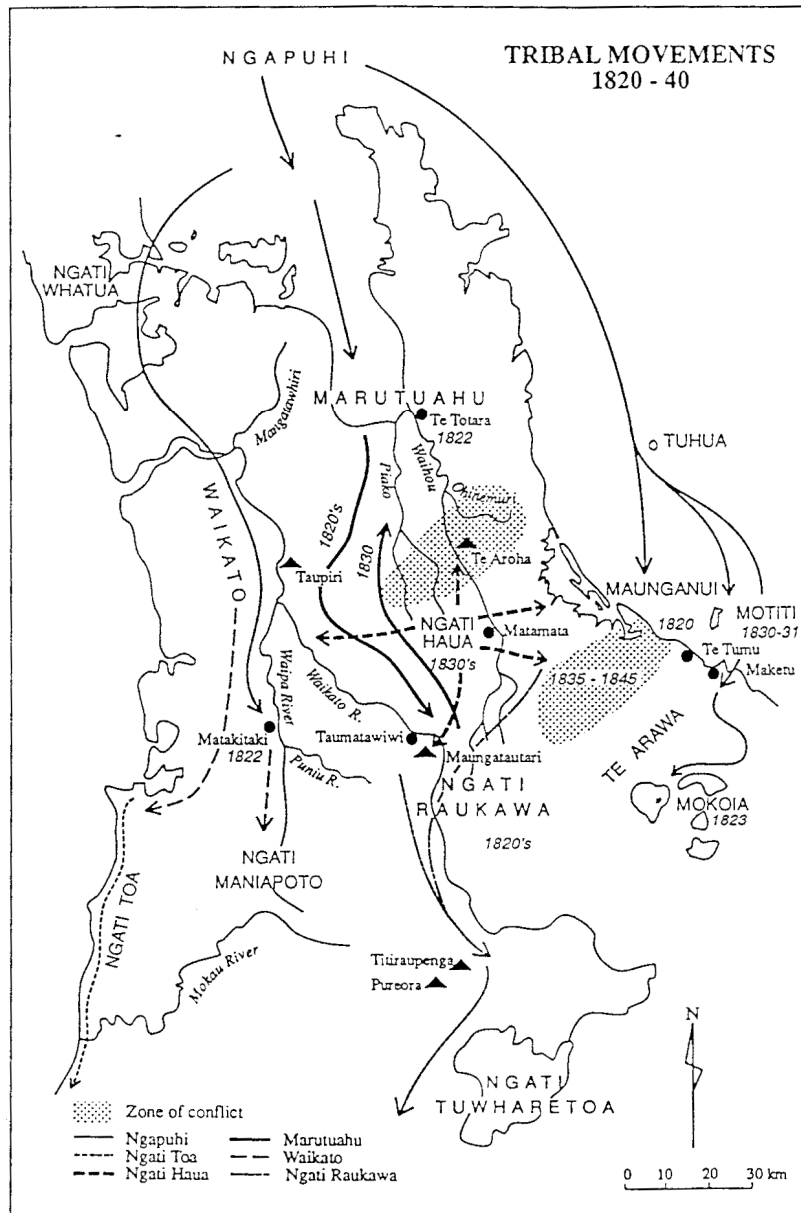 TRIBAL MOVEMENTS
1820 - 40
NGAPUHI
NGATI
WHATUA
Mangatawhiri
MARUTUAHU
Te Totara
1822
TUHUA
Piako
Waihou
Ohinemuri
WAIKATO
1820's
1830
Taupiri
Te Aroha
MAUNGANUI
1820
MOTITI
1830-31
NGATI
HAUA
1830's
Matamata
Te Tumu
Maketu
1835 - 1845
Waipa River
Waikato R.
Matakitaki
1822
Taumatawiwi
Maungatautari
Puniu R.
TE ARAWA
NGATI
RAUKAWA
1820's
MOKOIA
1823
NGATI
MANIAPOTO
NGATI TOA
Mokau River
Titiraupenga
Pureora
N
NGATI
TUWHARETOA
Zone of conflict
Ngapuhi
Marutuahu
Ngati Toa
Waikato
Ngati Haua
Ngati Raukawa
0 10 20 30 km